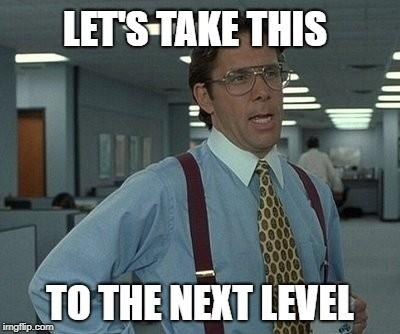 LET'S TAKE THIS
TO THE NEXT LEVEL
imgflip.com